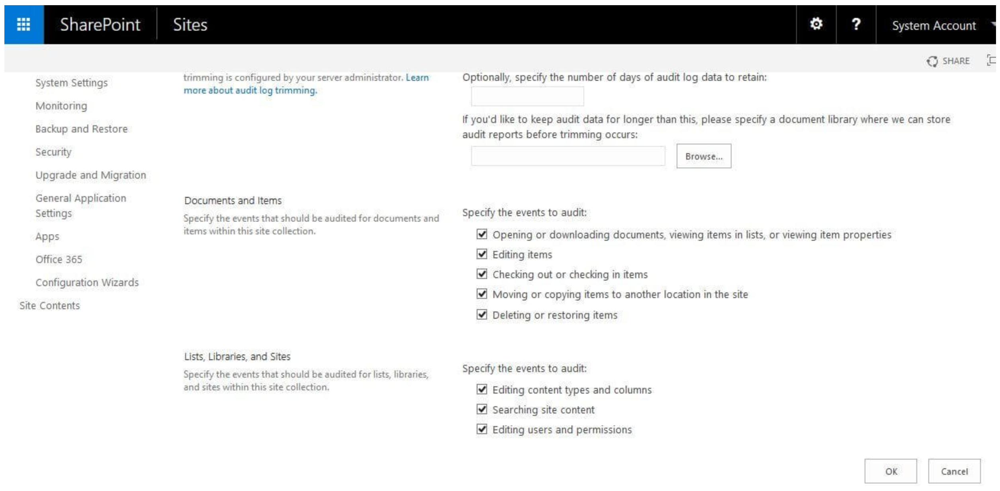 SharePoint
Sites
?
System Account
SHARE
System Settings
Monitoring
Backup and Restore
Security
Upgrade and Migration
General Application
Settings
Apps
Office 365
Configuration Wizards
Site Contents
trimming is configured by your server administrator. Learn
more about audit log trimming.
Optionally, specify the number of days of audit log data to retain:
If you'd like to keep audit data for longer than this, please specify a document library where we can store
audit reports before trimming occurs:
Browse...
Documents and Items
Specify the events that should be audited for documents and
items within this site collection.
Specify the events to audit:
Opening or downloading documents, viewing items in lists, or viewing item properties
Editing items
Checking out or checking in items
Moving or copying items to another location in the site
Deleting or restoring items
Lists, Libraries, and Sites
Specify the events that should be audited for lists, libraries,
and sites within this site collection.
Specify the events to audit:
Editing content types and columns
Searching site content
Editing users and permissions
OK
Cancel